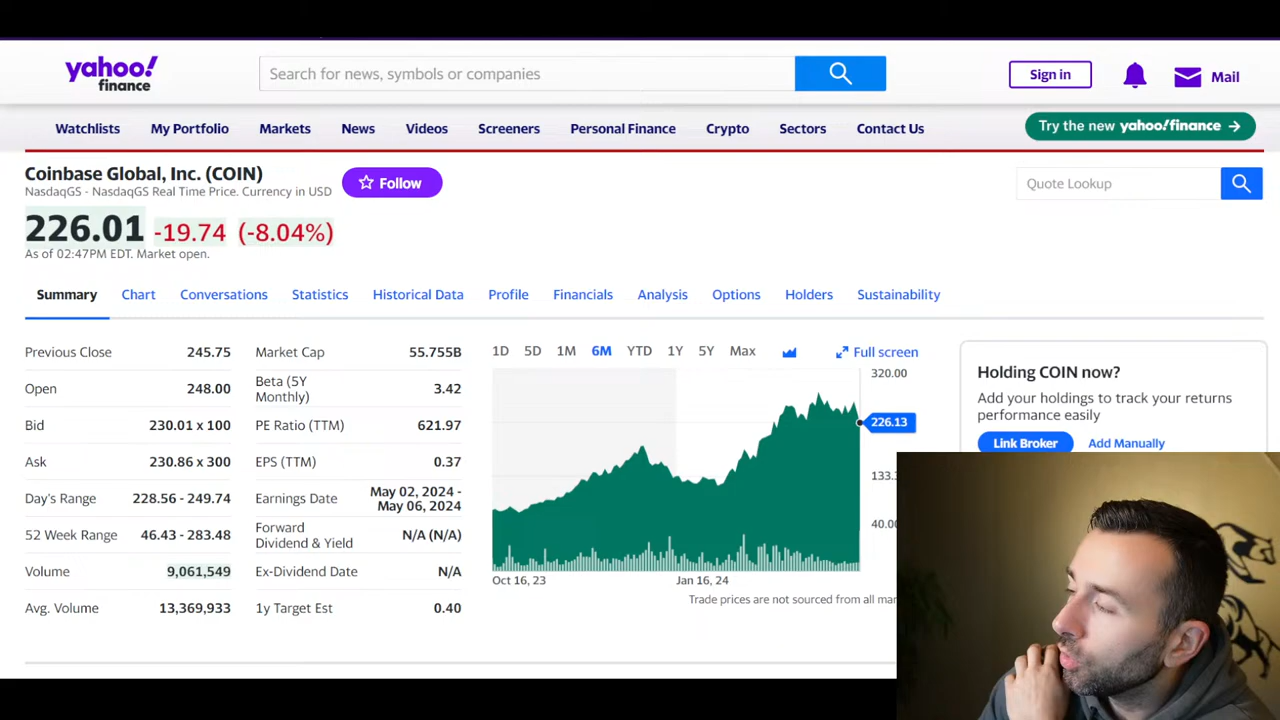 yahoo!
finance
Search for news, symbols or companies
Sign in
Mail
Watchlists
My Portfolio
Markets
News
Videos
Screeners
Personal Finance
Crypto
Sectors
Contact Us
Try the new yahoo!finance
Coinbase Global, Inc. (COIN)
NasdaqGS - NasdaqGS Real Time Price. Currency in USD
Follow
Quote Lookup
226.01 -19.74 (-8.04%)
As of 02:47PM EDT. Market open.
Summary
Chart
Conversations
Statistics
Historical Data
Profile
Financials
Analysis
Options
Holders
Sustainability
Previous Close 245.75
Open 248.00
Bid 230.01 x 100
Ask 230.86 x 300
Day's Range 228.56 - 249.74
52 Week Range 46.43 - 283.48
Volume 9,061,549
Avg. Volume 13,369,933
Market Cap 55.755B
Beta (5Y
Monthly) 3.42
PE Ratio (TTM) 621.97
EPS (TTM) 0.37
Earnings Date May 02, 2024 -
May 06, 2024
Forward
Dividend & Yield N/A (N/A)
Ex-Dividend Date N/A
1y Target Est 0.40
1D 5D 1M 6M YTD 1Y 5Y Max
Full screen
320.00
226.13
133.
40.00
Oct 16, 23
Jan 16, 24
Trade prices are not sourced from all mar
Holding COIN now?
Add your holdings to track your returns
performance easily
Link Broker
Add Manually